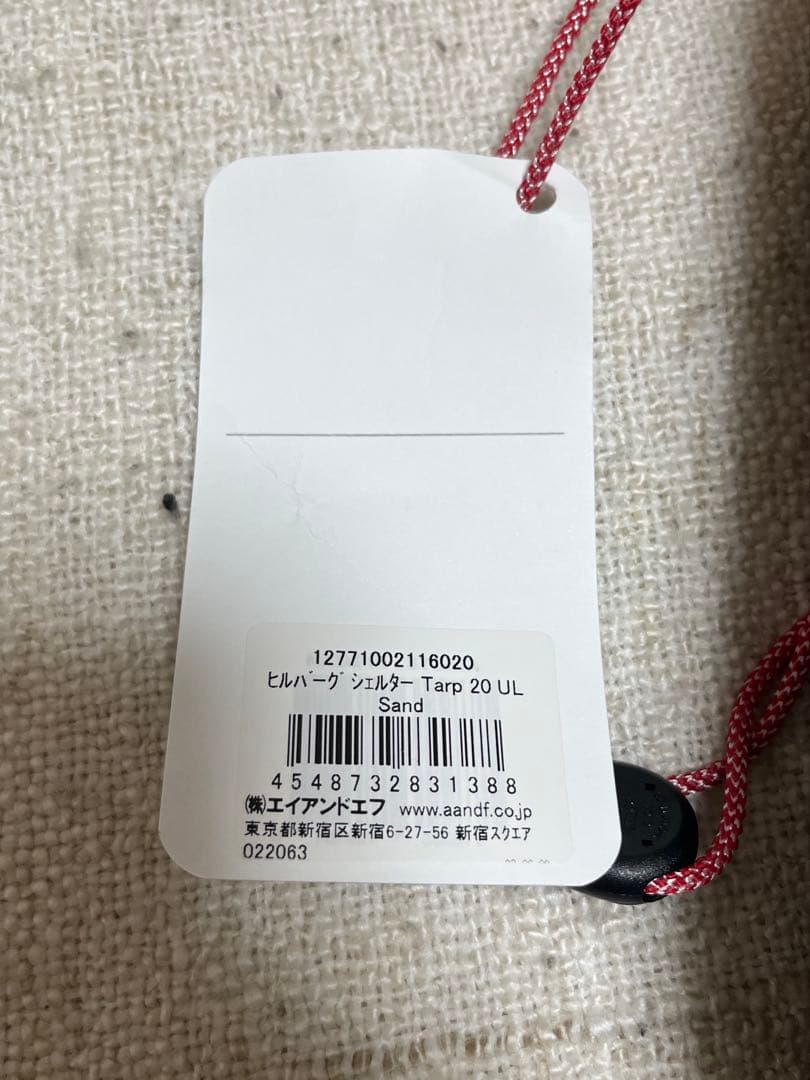 12771002116020
ﾋﾙﾊﾞｰｸﾞ ｼｪﾙﾀｰ Tarp 20 UL
Sand
4548732831388
㈱エイアンドエフ www.aandf.co.jp
東京都新宿区新宿6-27-56 新宿ｽｸｴｱ
022063